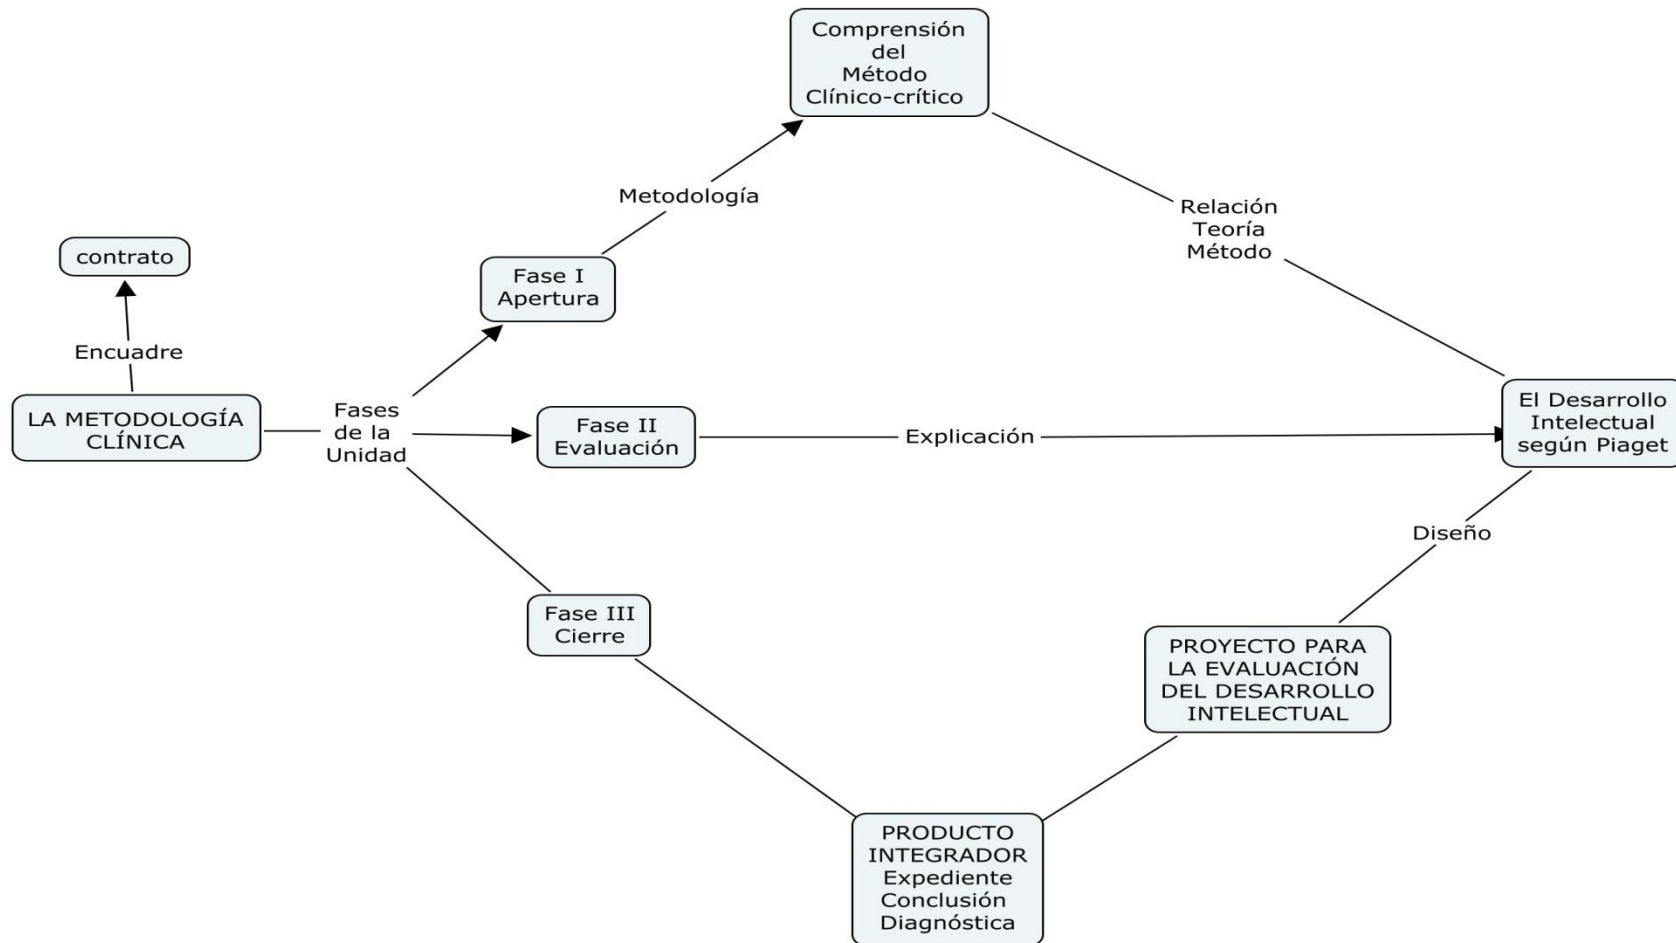 Comprensión
del
Método
Clínico-crítico
Metodología
Relación
Teoría
Método
contrato
Fase I
Apertura
Encuadre
LA METODOLOGÍA
CLÍNICA
Fases
de la
Unidad
Fase II
Evaluación
Explicación
El Desarrollo
Intelectual
según Piaget
Diseño
Fase III
Cierre
PROYECTO PARA
LA EVALUACIÓN
DEL DESARROLLO
INTELECTUAL
PRODUCTO
INTEGRADOR
Expediente
Conclusión
Diagnóstica